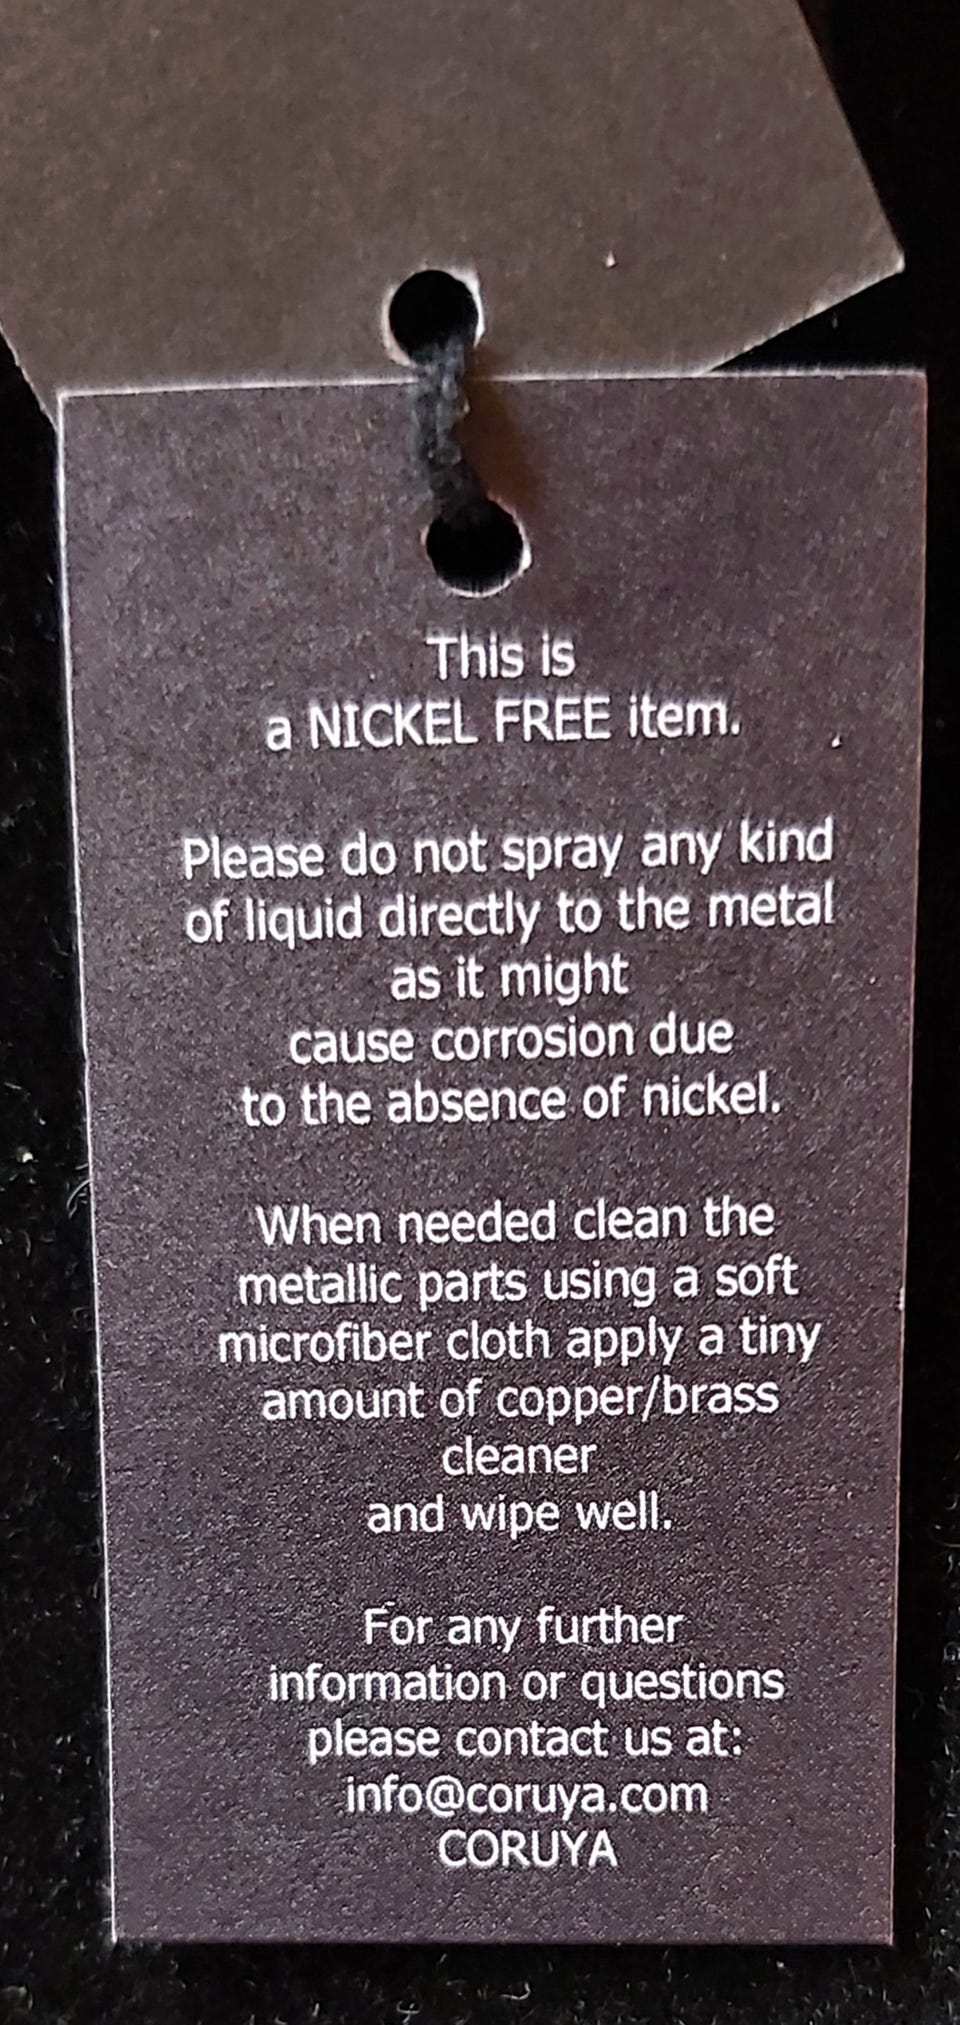 This is
a NICKEL FREE item.
Please do not spray any kind
of liquid directly to the metal
as it might
cause corrosion due
to the absence of nickel.
When needed clean the
metallic parts using a soft
microfiber cloth apply a tiny
amount of copper/brass
cleaner
and wipe well.
For any further
information or questions
please contact us at:
info@coruya.com
CORUYA